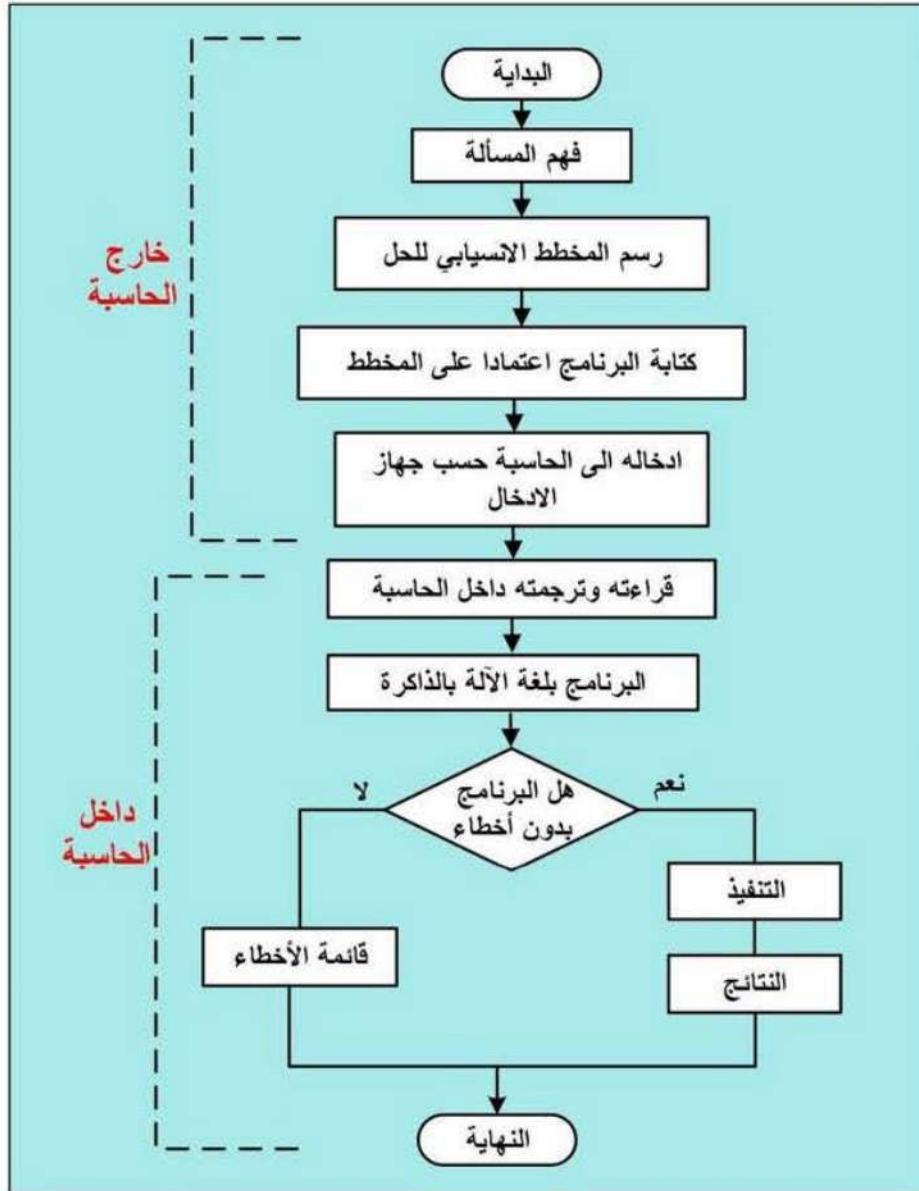 البداية
فهم المسألة
رسم المخطط الانسيابي للحل
خارج
الحاسبة
كتابة البرنامج اعتمادا على المخطط
ادخاله الى الحاسبة حسب جهاز
الادخال
قراءته وترجمته داخل الحاسبة
البرنامج بلغة الآلة بالذاكرة
هل البرنامج
بدون أخطاء
نعم
لا
داخل
الحاسبة
التنفيذ
قائمة الأخطاء
النتائج
النهاية